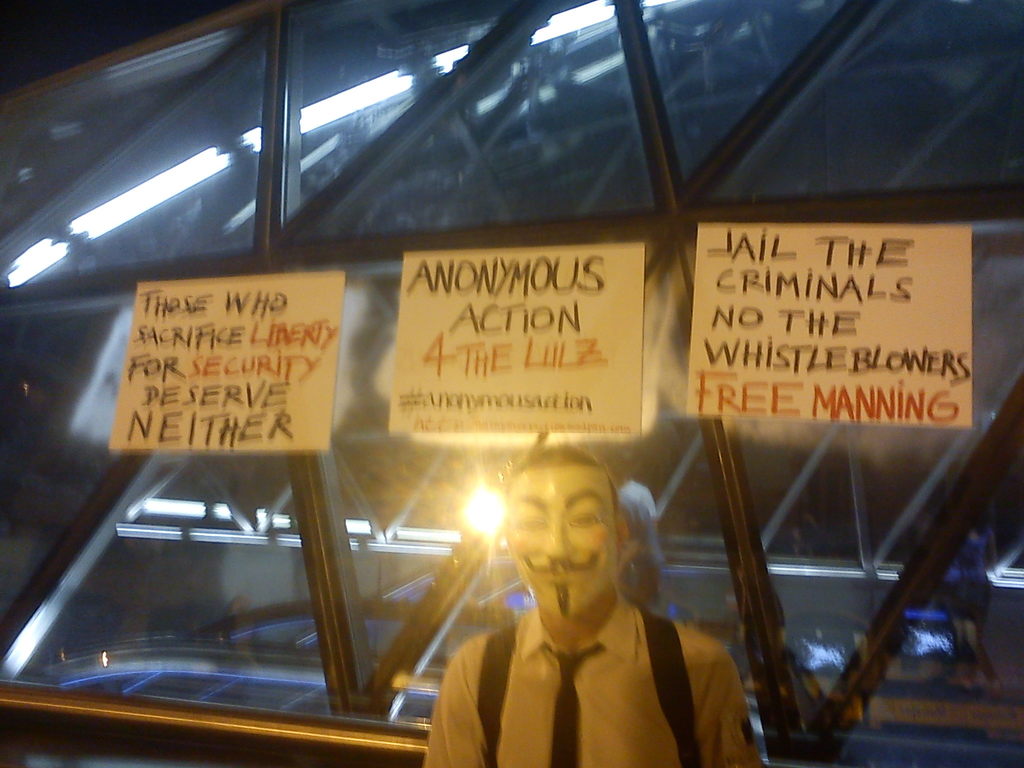 THOSE WHO
SACRIFICE LIBERTY
FOR SECURITY
DESERVE
NEITHER
ANONYMOUS
ACTION
4 THE LULZ
#anonymousaction
JAIL THE
CRIMINALS
NO THE
WHISTLEBLOWERS
FREE MANNING